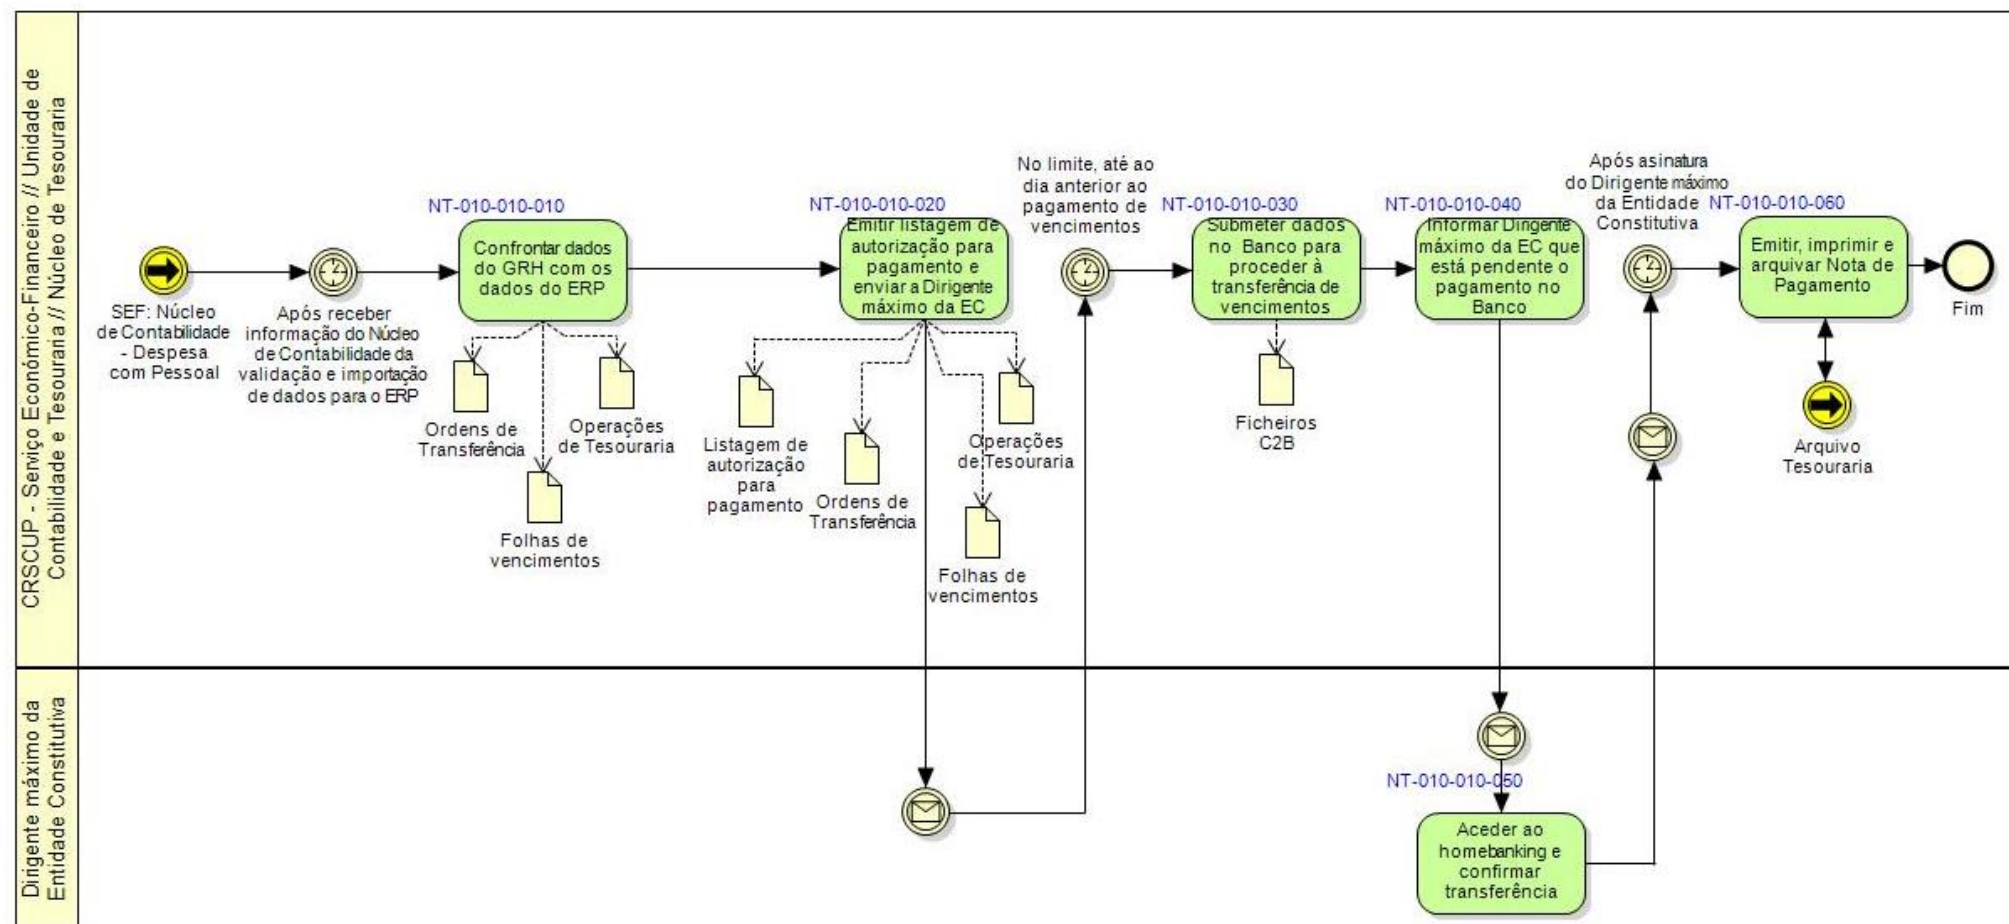 CRSCUP - Serviço Económico-Financeiro // Unidade de
Contabilidade e Tesouraria // Núcleo de Tesouraria
SEF: Núcleo
de Contabilidade
- Despesa
com Pessoal
Após receber
informação do Núcleo
de Contabilidade da
validação e importação
de dados para o ERP
NT-010-010-010
Confrontar dados
do GRH com os
dados do ERP
Ordens de
Transferência
Folhas de
vencimentos
Operações
de Tesouraria
NT-010-010-020
Emitir listagem de
autorização para
pagamento e
enviar a Dirigente
máximo da EC
Listagem de
autorização
para
pagamento
Ordens de
Transferência
Folhas de
vencimentos
Operações
de Tesouraria
No limite, até ao
dia anterior ao
pagamento de
vencimentos
NT-010-010-030
Submeter dados
no Banco para
proceder à
transferência de
vencimentos
Ficheiros
C2B
NT-010-010-040
Informar Dirigente
máximo da EC que
está pendente o
pagamento no
Banco
Após asinatura
do Dirigente máximo
da Entidade
Constitutiva
NT-010-010-060
Emitir, imprimir e
arquivar Nota de
Pagamento
Fim
Arquivo
Tesouraria
Dirigente máximo da
Entidade Constitutiva
NT-010-010-050
Aceder ao
homebanking e
confirmar
transferência